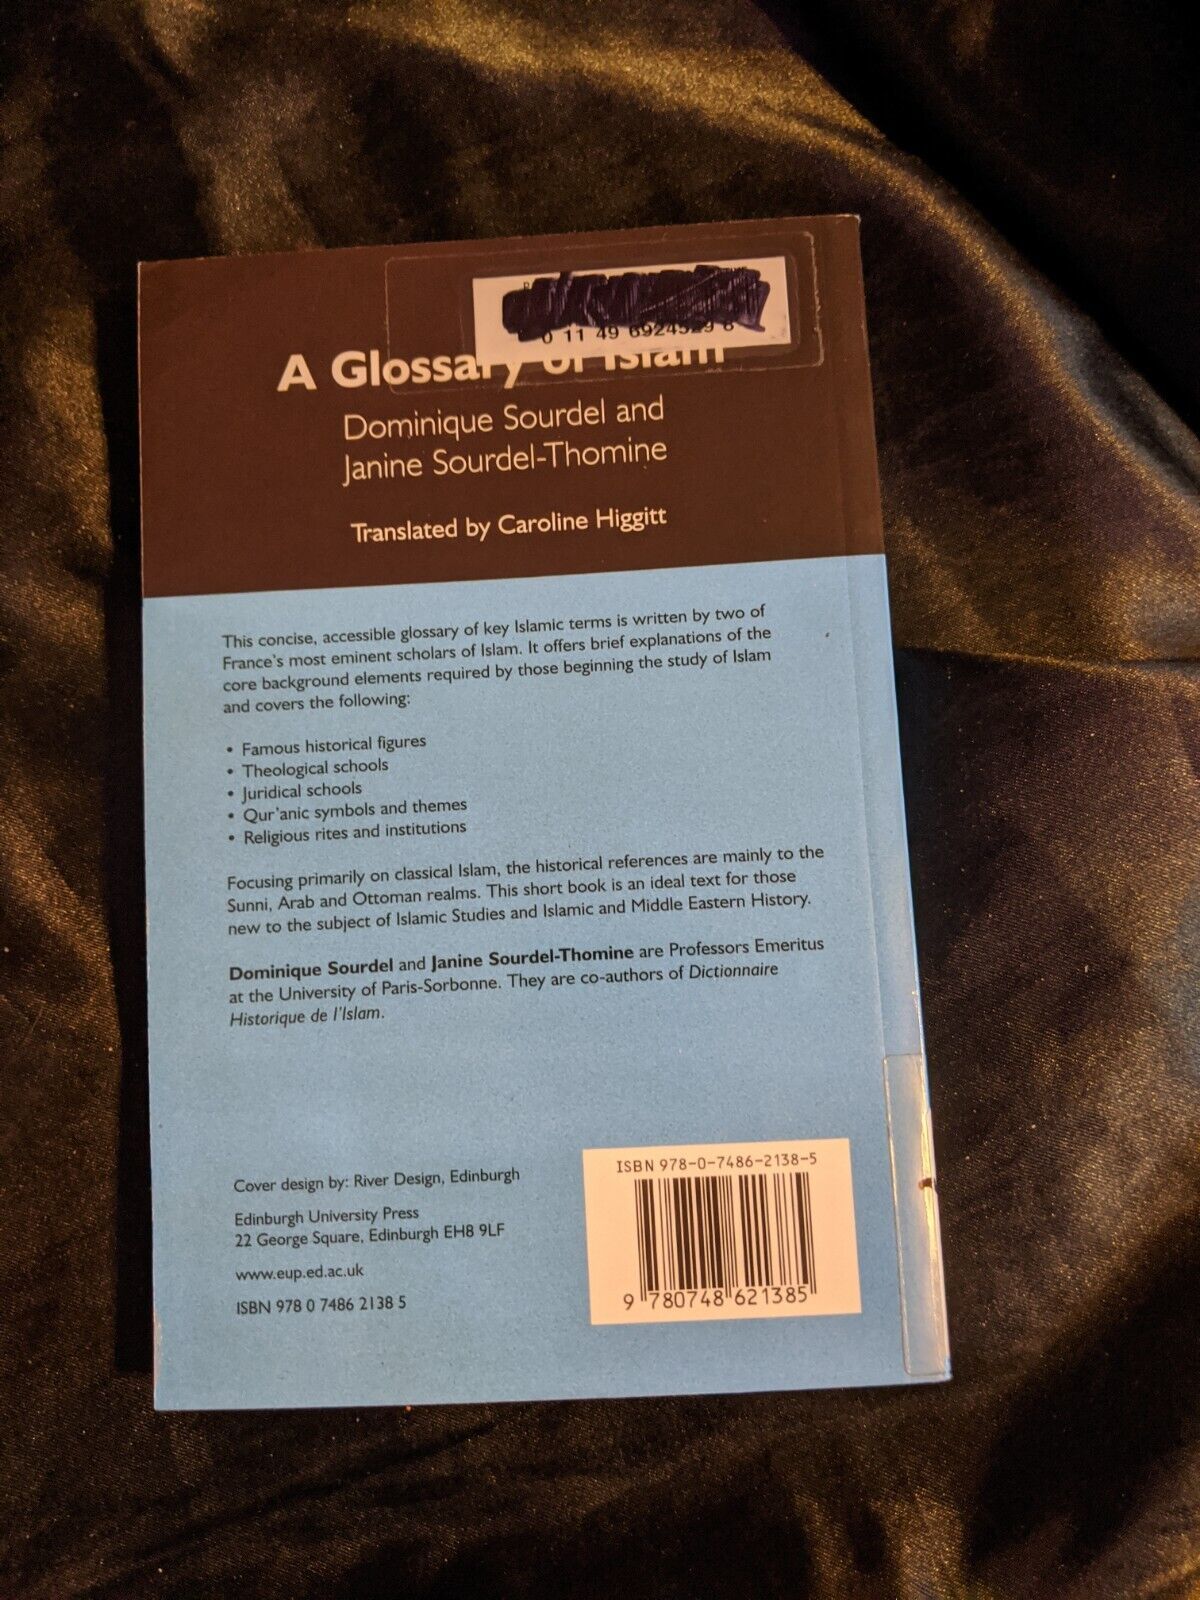 0 11 49 6924529 8
A Glossary of Islam
Dominique Sourdel and
Janine Sourdel-Thomine
Translated by Caroline Higgitt
This concise, accessible glossary of key Islamic terms is written by two of
France's most eminent scholars of Islam. It offers brief explanations of the
core background elements required by those beginning the study of Islam
and covers the following:
• Famous historical figures
• Theological schools
• Juridical schools
• Qur'anic symbols and themes
• Religious rites and institutions
Focusing primarily on classical Islam, the historical references are mainly to the
Sunni, Arab and Ottoman realms. This short book is an ideal text for those
new to the subject of Islamic Studies and Islamic and Middle Eastern History.
Dominique Sourdel and Janine Sourdel-Thomine are Professors Emeritus
at the University of Paris-Sorbonne. They are co-authors of Dictionnaire
Historique de l'Islam.
Cover design by: River Design, Edinburgh
Edinburgh University Press
22 George Square, Edinburgh EH8 9LF
www.eup.ed.ac.uk
ISBN 978 0 7486 2138 5
ISBN 978-0-7486-2138-5
9 780748 621385